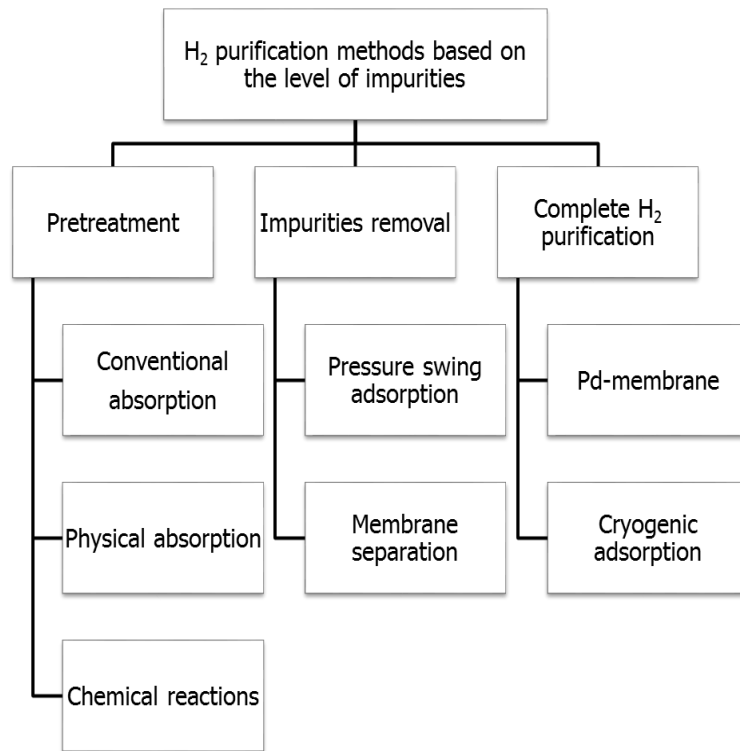 H₂ purification methods based on
the level of impurities
Pretreatment
Impurities removal
Complete H₂
purification
Conventional
absorption
Pressure swing
adsorption
Pd-membrane
Physical absorption
Membrane
separation
Cryogenic
adsorption
Chemical reactions